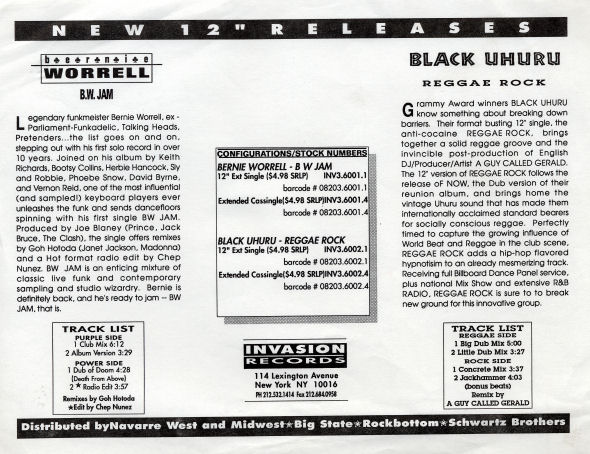 NEW 12" RELEASES
bernie
WORRELL
B.W. JAM
Legendary funkmeister Bernie Worrell, ex -
Parliament-Funkadelic, Talking Heads,
Pretenders...the list goes on and on,
stepping out with his first solo record in over
10 years. Joined on his album by Keith
Richards, Bootsy Collins, Herbie Hancock, Sly
and Robbie, Phoebe Snow, David Byrne,
and Vernon Reid, one of the most influential
(and sampled!) keyboard players ever
unleashes the funk and sends dancefloors
spinning with his first single BW JAM.
Produced by Joe Blaney (Prince, Jack
Bruce, The Clash), the single offers remixes
by Goh Hotoda (Janet Jackson, Madonna)
and a Hot format radio edit by Chep
Nunez. BW JAM is an enticing mixture of
classic live funk and contemporary
sampling and studio wizardry. Bernie is
definitely back, and he's ready to jam -- BW
JAM, that is.
TRACK LIST
PURPLE SIDE
1 Club Mix 6:12
2 Album Version 3:29
POWER SIDE
1 Dub of Doom 4:28
(Death From Above)
2 ★ Radio Edit 3:57
Remixes by Goh Hotoda
★Edit by Chep Nunez
CONFIGURATIONS/STOCK NUMBERS
BERNIE WORRELL - B W JAM
12" Ext Single ($4.98 SRLP) INV3.6001.1
barcode # 08203.6001.1
Extended Cassingle($4.98 SRLP)INV3.6001.4
barcode # 08203.6001.4
BLACK UHURU - REGGAE ROCK
12" Ext Single ($4.98 SRLP) INV3.6002.1
barcode # 08203.6002.1
Extended Cassingle($4.98 SRLP)INV3.6002.4
barcode # 08203.6002.4
INVASION
RECORDS
114 Lexington Avenue
New York NY 10016
PH 212.532.1414 Fax 212.684.0958
BLACK UHURU
REGGAE ROCK
Grammy Award winners BLACK UHURU
know something about breaking down
barriers. Their format busting 12" single, the
anti-cocaine REGGAE ROCK, brings
together a solid reggae groove and the
invincible post-production of English
DJ/Producer/Artist A GUY CALLED GERALD.
The 12" version of REGGAE ROCK follows the
release of NOW, the Dub version of their
reunion album, and brings home the
vintage Uhuru sound that has made them
internationally acclaimed standard bearers
for socially conscious reggae. Perfectly
timed to capture the growing influence of
World Beat and Reggae in the club scene,
REGGAE ROCK adds a hip-hop flavored
hypnotism to an already mesmerizing track.
Receiving full Billboard Dance Panel service,
plus national Mix Show and extensive R&B
RADIO, REGGAE ROCK is sure to to break
new ground for this innovative group.
TRACK LIST
REGGAE SIDE
1 Big Dub Mix 5:00
2 Little Dub Mix 3:27
ROCK SIDE
1 Concrete Mix 3:37
2 Jackhammer 4:03
(bonus beats)
Remix by
A GUY CALLED GERALD
Distributed byNavarre West and Midwest★Big State★Rockbottom★Schwartz Brothers